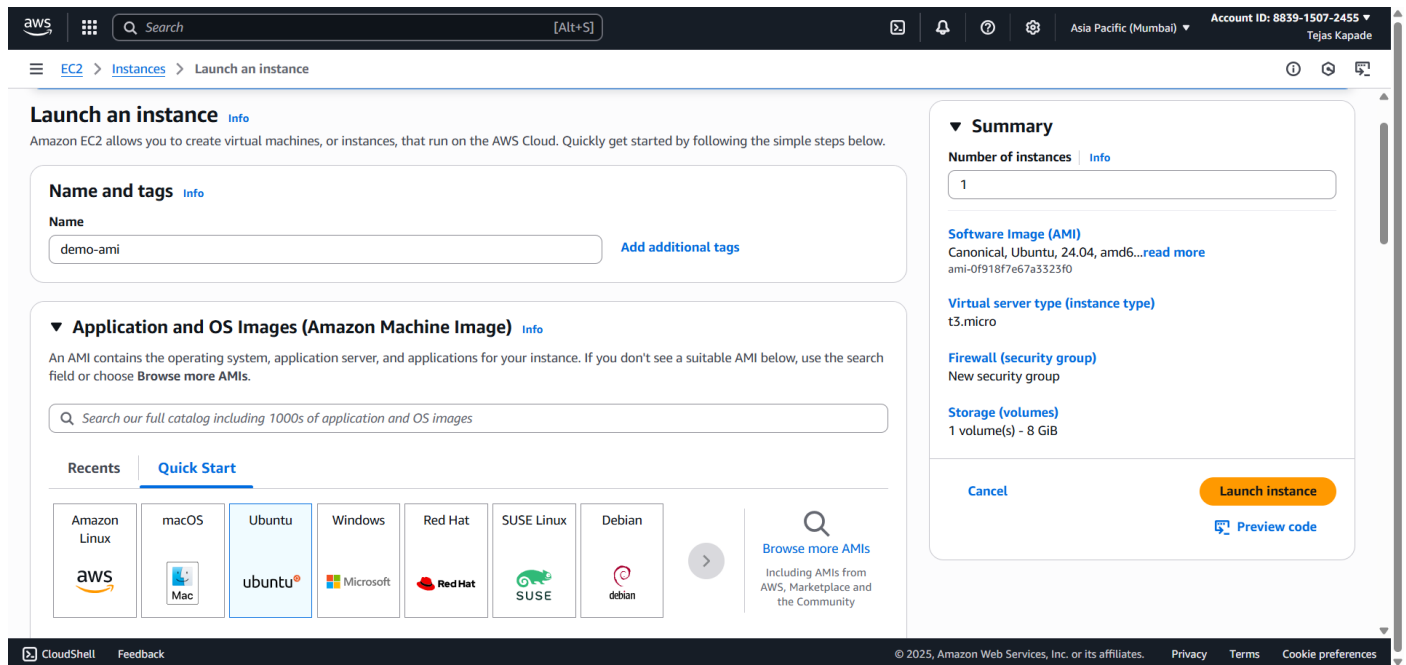 aws
Search [Alt+S]
Asia Pacific (Mumbai) ▼
Account ID: 8839-1507-2455 ▼
Tejas Kapade
EC2 > Instances > Launch an instance
Launch an instance Info
Amazon EC2 allows you to create virtual machines, or instances, that run on the AWS Cloud. Quickly get started by following the simple steps below.
Name and tags Info
Name
demo-ami
Add additional tags
▼ Application and OS Images (Amazon Machine Image) Info
An AMI contains the operating system, application server, and applications for your instance. If you don't see a suitable AMI below, use the search
field or choose Browse more AMIs.
Search our full catalog including 1000s of application and OS images
Recents
Quick Start
Amazon
Linux
aws
macOS
Mac
Ubuntu
ubuntu
Windows
Microsoft
Red Hat
Red Hat
SUSE Linux
SUSE
Debian
debian
Browse more AMIs
Including AMIs from
AWS, Marketplace and
the Community
▼ Summary
Number of instances Info
1
Software Image (AMI)
Canonical, Ubuntu, 24.04, amd6...read more
ami-0f918f7e67a3323f0
Virtual server type (instance type)
t3.micro
Firewall (security group)
New security group
Storage (volumes)
1 volume(s) - 8 GiB
Cancel
Launch instance
Preview code
CloudShell Feedback
© 2025, Amazon Web Services, Inc. or its affiliates. Privacy Terms Cookie preferences